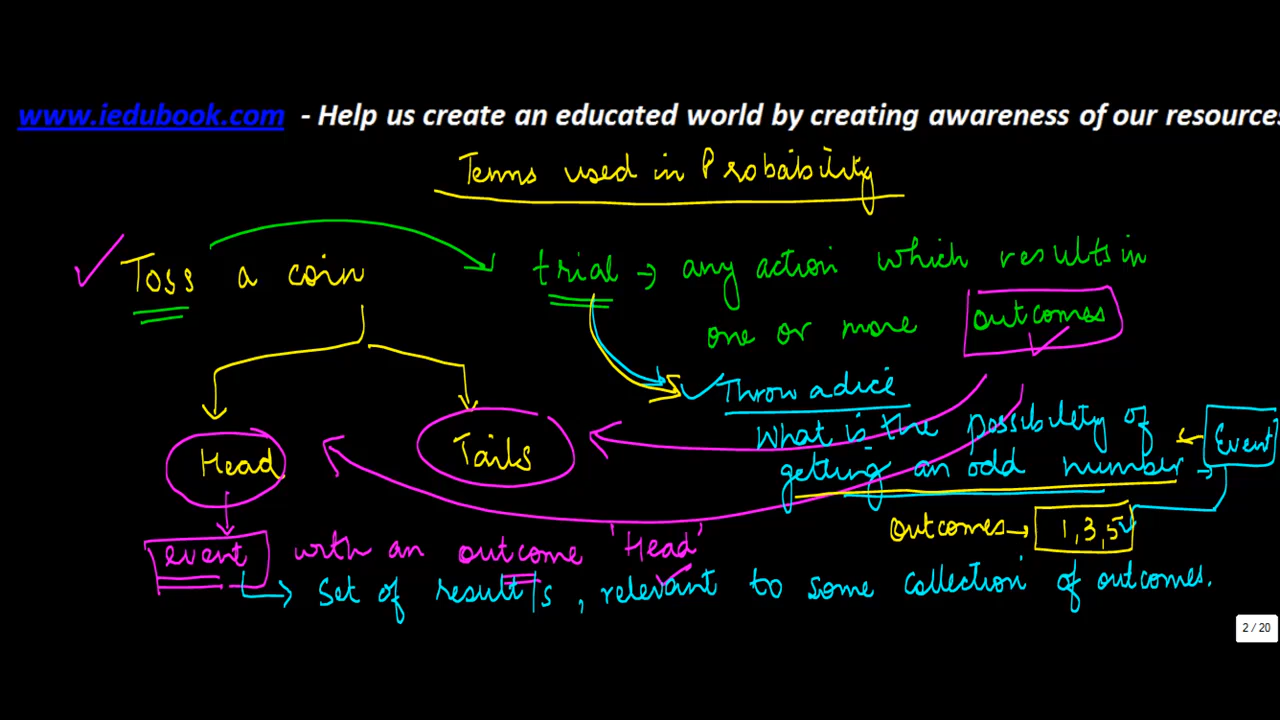 www.iedubook.com - Help us create an educated world by creating awareness of our resources
Terms used in Probability
Toss a coin
trial → any action which results in
one or more outcomes
Throw a dice
What is the possibility of
getting an odd number
Event
Head
Tails
outcomes → 1,3,5
event with an outcome 'Head'
Set of result/s, relevant to some collection of outcomes.
2 / 20